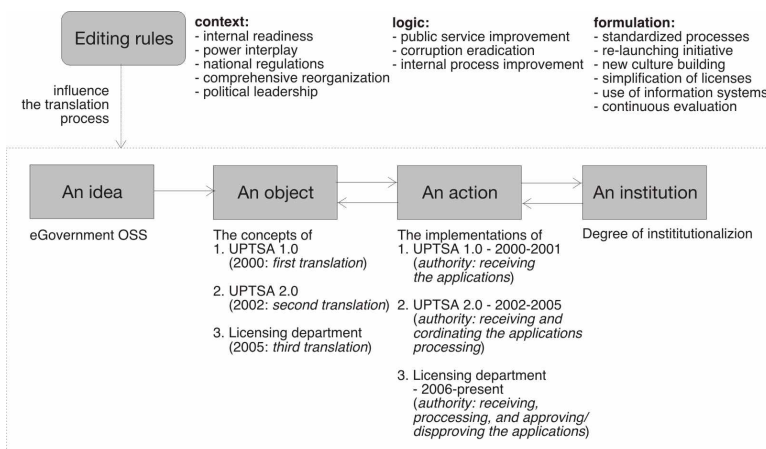 Editing rules
influence
the translation
process
context:
- internal readiness
- power interplay
- national regulations
- comprehensive reorganization
- political leadership
logic:
- public service improvement
- corruption eradication
- internal process improvement
formulation:
- standardized processes
- re-launching initiative
- new culture building
- simplification of licenses
- use of information systems
- continuous evaluation
An idea
An object
An action
An institution
eGovernment OSS
The concepts of
1. UPTSA 1.0
(2000: first translation)
2. UPTSA 2.0
(2002: second translation)
3. Licensing department
(2005: third translation)
The implementations of
1. UPTSA 1.0 - 2000-2001
(authority: receiving
the applications)
2. UPTSA 2.0 - 2002-2005
(authority: receiving and
cordinating the applications
processing)
3. Licensing department
- 2006-present
(authority: receiving,
proccessing, and approving/
dispproving the applications)
Degree of instititutionalizion